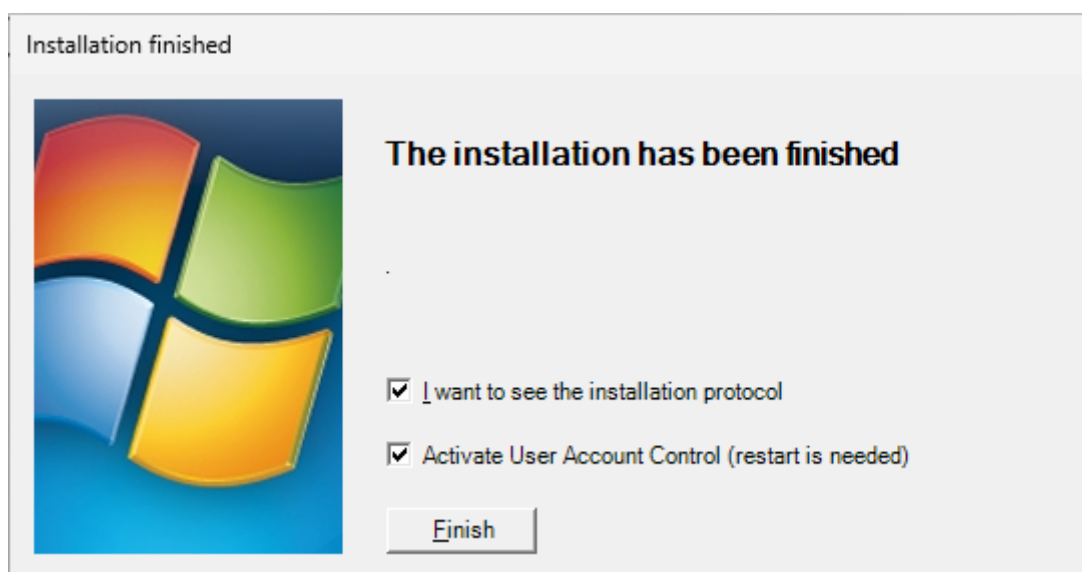 Installation finished
The installation has been finished
.
I want to see the installation protocol
Activate User Account Control (restart is needed)
Finish